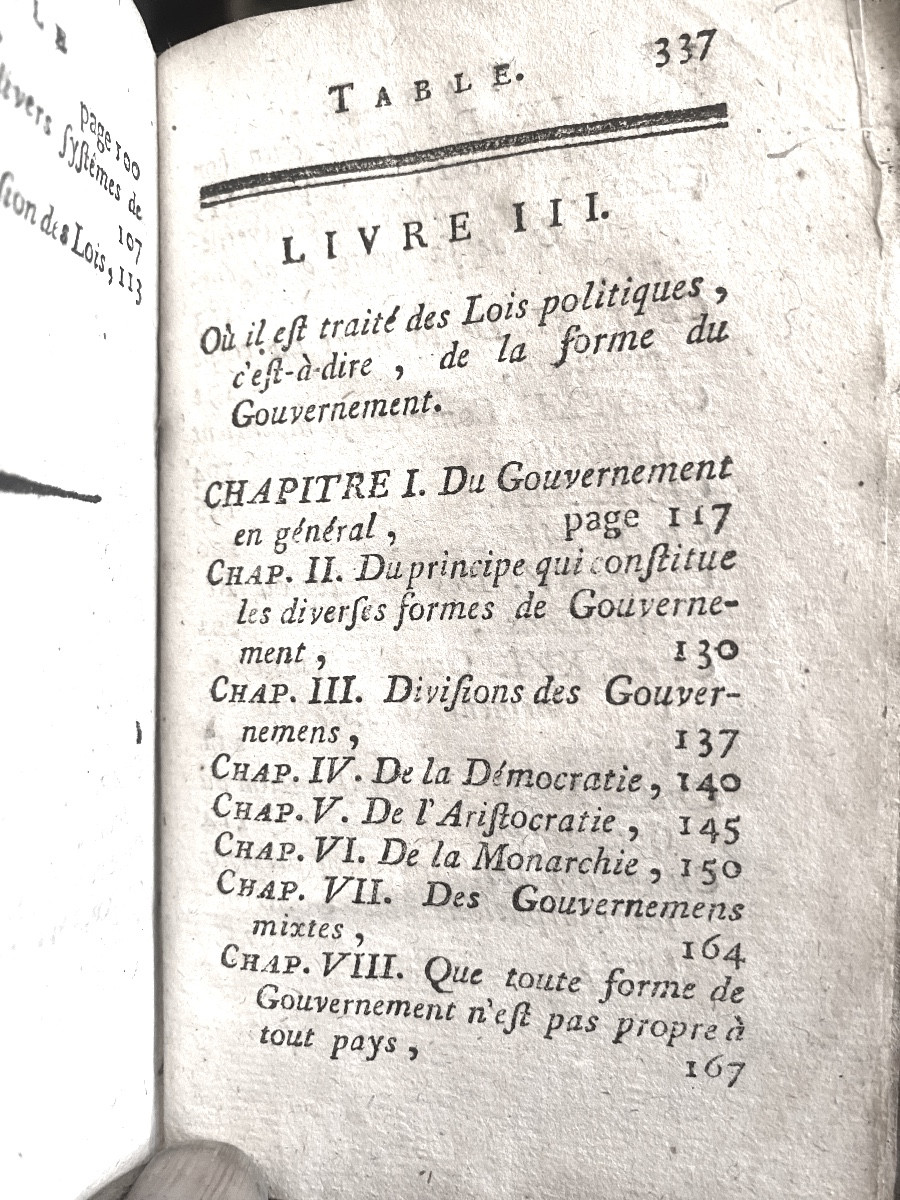 L E
page 100
divers ſyſtêmes de
107
ſion des Lois, 113
TABLE. 337
LIVRE III.
Où il eſt traité des Lois politiques,
c'eſt-à-dire, de la forme du
Gouvernement.
CHAPITRE I. Du Gouvernement
en général, page 117
CHAP. II. Du principe qui conſtitue
les diverſes formes de Gouverne-
ment, 130
CHAP. III. Diviſions des Gouver-
nemens, 137
CHAP. IV. De la Démocratie, 140
CHAP. V. De l'Ariſtocratie, 145
CHAP. VI. De la Monarchie, 150
CHAP. VII. Des Gouvernemens
mixtes, 164
CHAP. VIII. Que toute forme de
Gouvernement n'eſt pas propre à
tout pays, 167